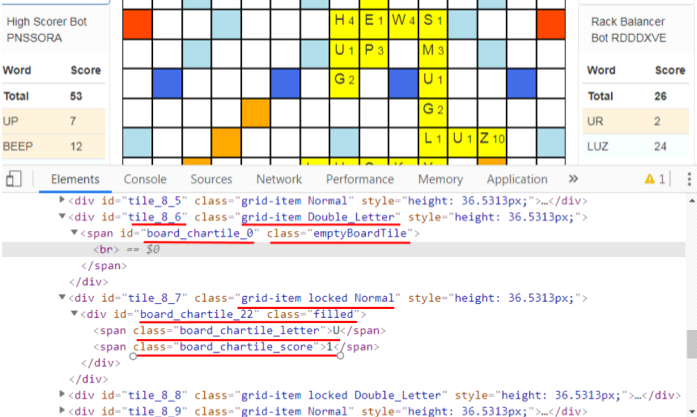 High Scorer Bot
PNSSORA
Word Score
Total 53
UP 7
BEEP 12
H 4 E 1 W 4 S 1
U 1 P 3 M 3
G 2 U 1
G 2
L 1 U 1 Z 10
Rack Balancer
Bot RDDDXVE
Word Score
Total 26
UR 2
LUZ 24
Elements Console Sources Network Performance Memory Application » 1
<div id="tile_8_5" class="grid-item Normal" style="height: 36.5313px;">…</div>
<div id="tile_8_6" class="grid-item Double_Letter" style="height: 36.5313px;">
<span id="board_chartile_0" class="emptyBoardTile">
<br> == $0
</span>
</div>
<div id="tile_8_7" class="grid-item locked Normal" style="height: 36.5313px;">
<div id="board_chartile_22" class="filled">
<span class="board_chartile_letter">U</span>
<span class="board_chartile_score">1</span>
</div>
</div>
<div id="tile_8_8" class="grid-item locked Double_Letter" style="height: 36.5313px;">…</div>
<div id="tile_8_9" class="grid-item Normal" style="height: 36.5313px;">…</div>